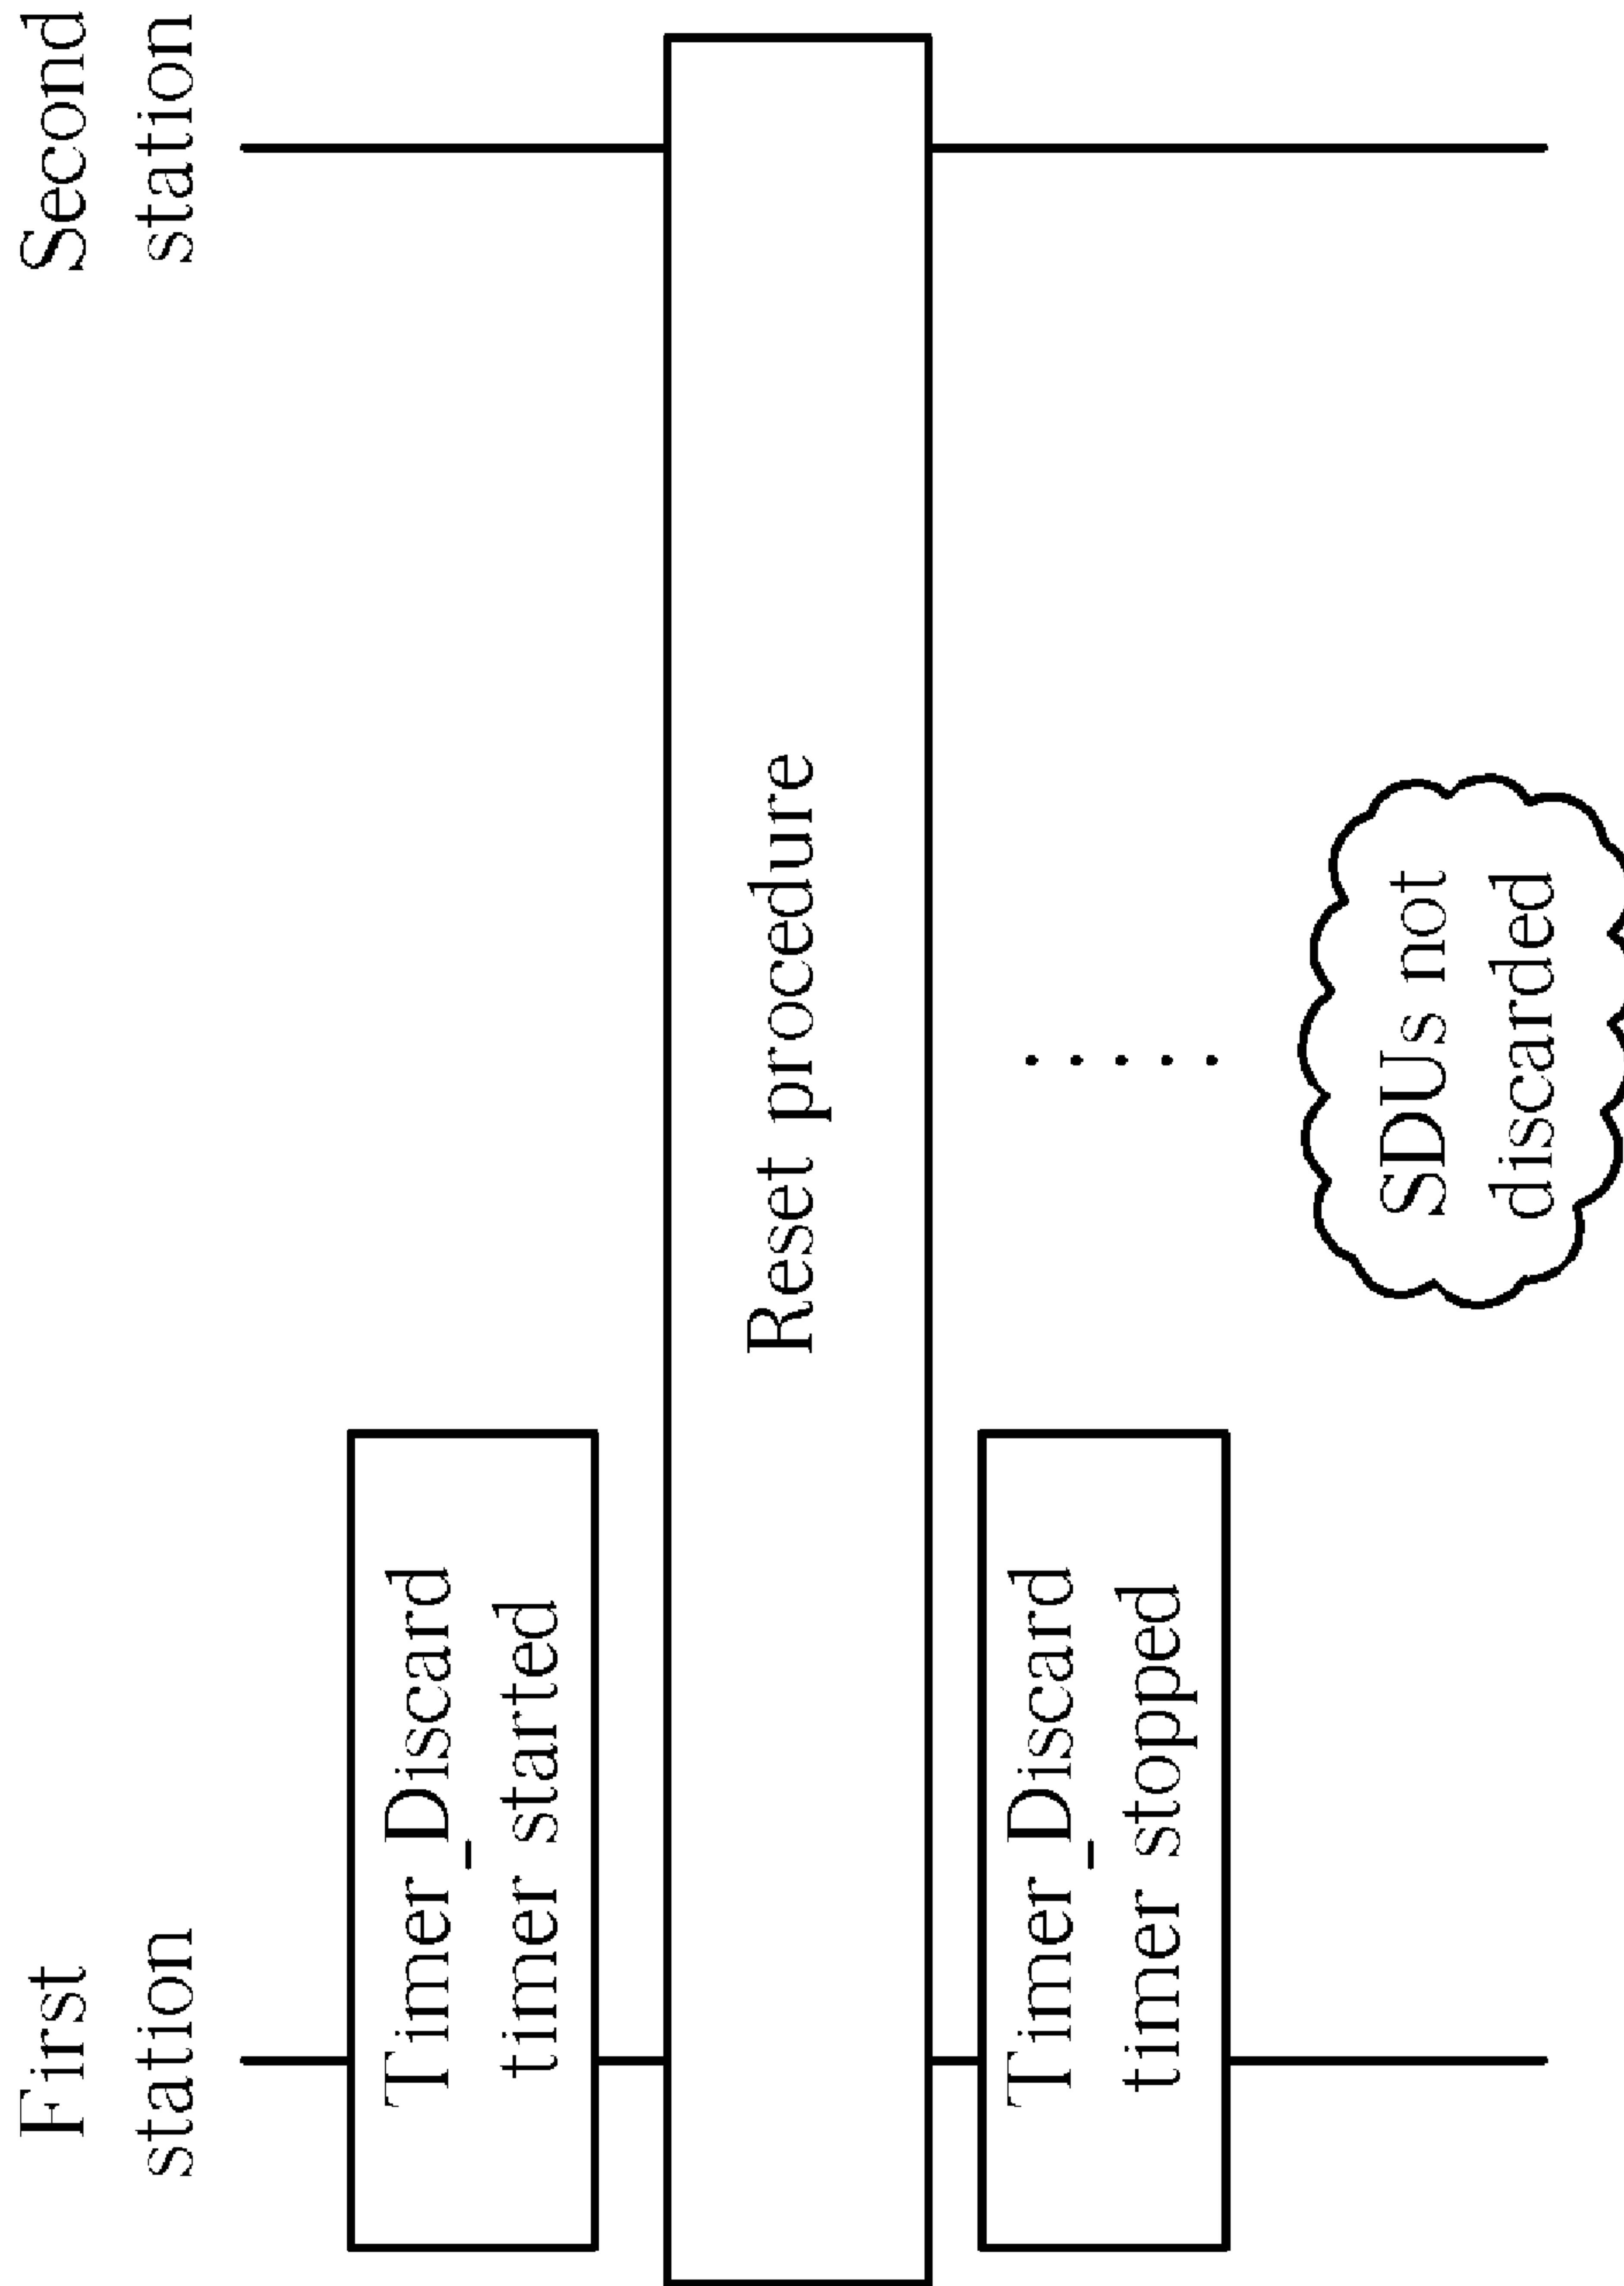 First
station
Second
station
Timer_Discard
timer started
Reset procedure
Timer_Discard
timer stopped
SDUs not
discarded